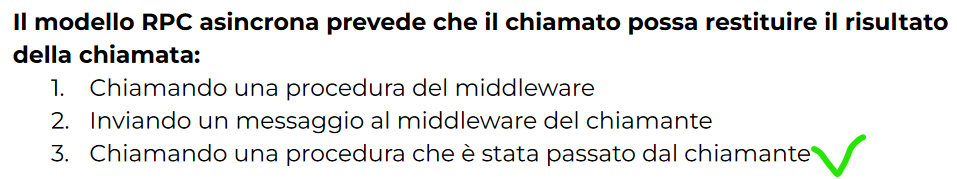 Il modello RPC asincrona prevede che il chiamato possa restituire il risultato
della chiamata:
1. Chiamando una procedura del middleware
2. Inviando un messaggio al middleware del chiamante
3. Chiamando una procedura che è stata passato dal chiamante